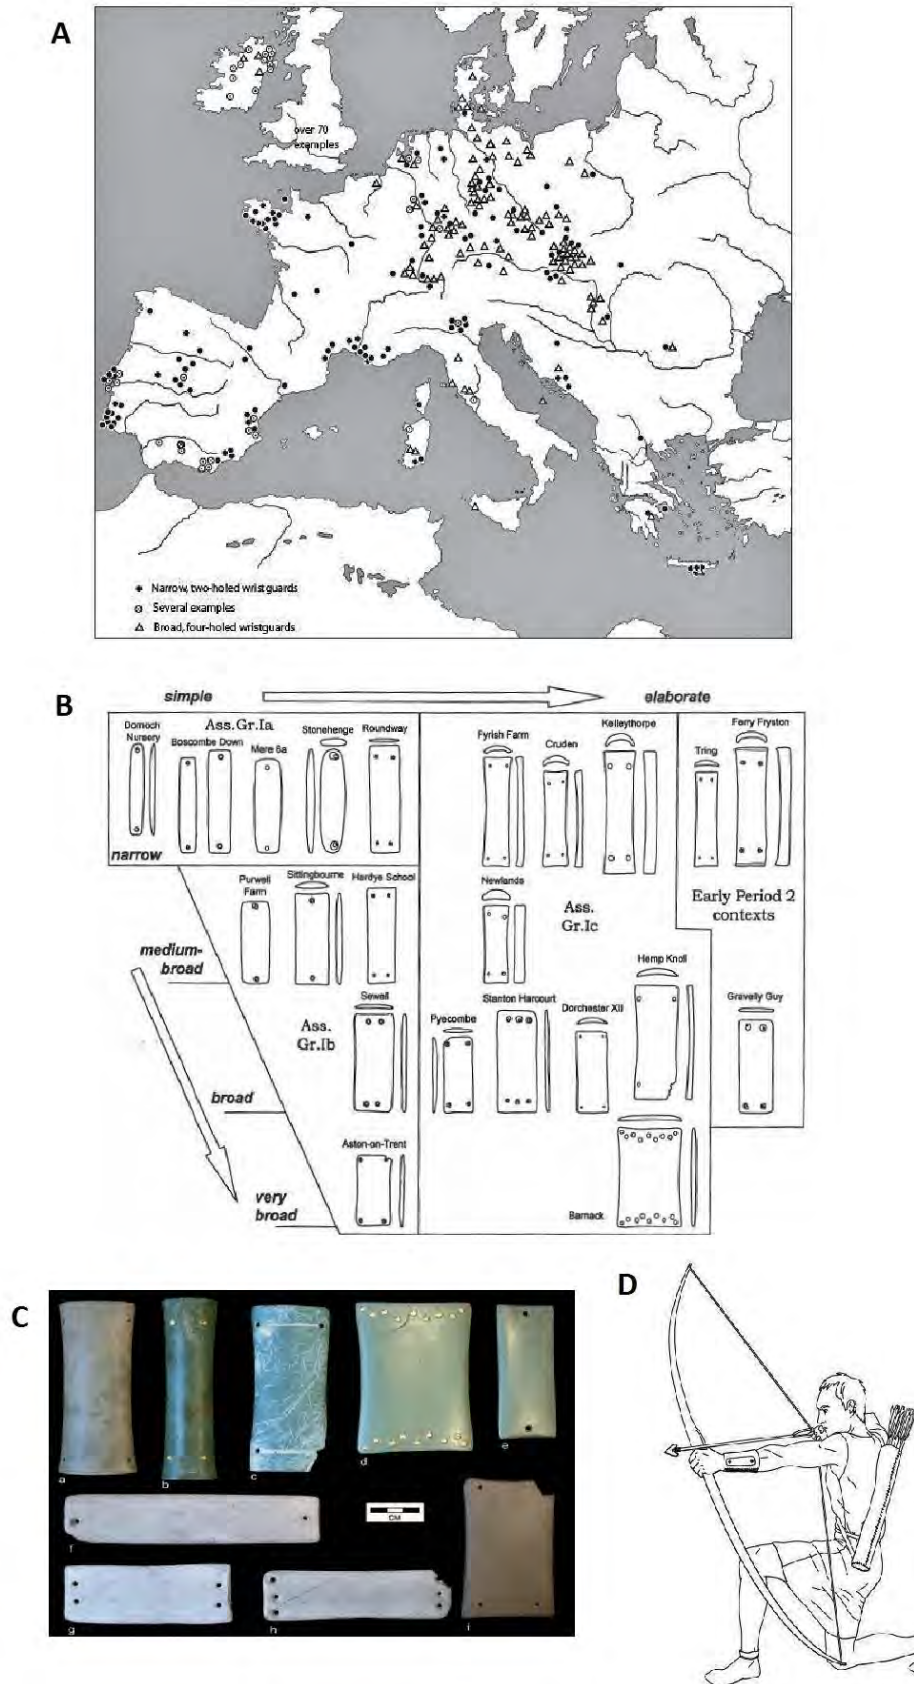 A
over 70
examples
Narrow, two-holed wristguards
Several examples
Broad, four-holed wristguards
B
simple
elaborate
Ass.Gr.Ia
Dornoch
Nursery
Boscombe Down
Mere 6a
Stonehenge
Roundway
narrow
Fyrish Farm
Cruden
Kelleythorpe
Tring
Ferry Fryston
Purwell
Farm
Sittingbourne
Hardye School
Newlands
Ass.
Gr.Ic
Early Period 2
contexts
medium-
broad
Hemp Knoll
Sewell
Ass.
Gr.Ib
Pyecombe
Stanton Harcourt
Dorchester XII
Gravelly Guy
broad
Aston-on-Trent
very
broad
Barnack
C
a
b
c
d
e
f
CM
g
h
i
D